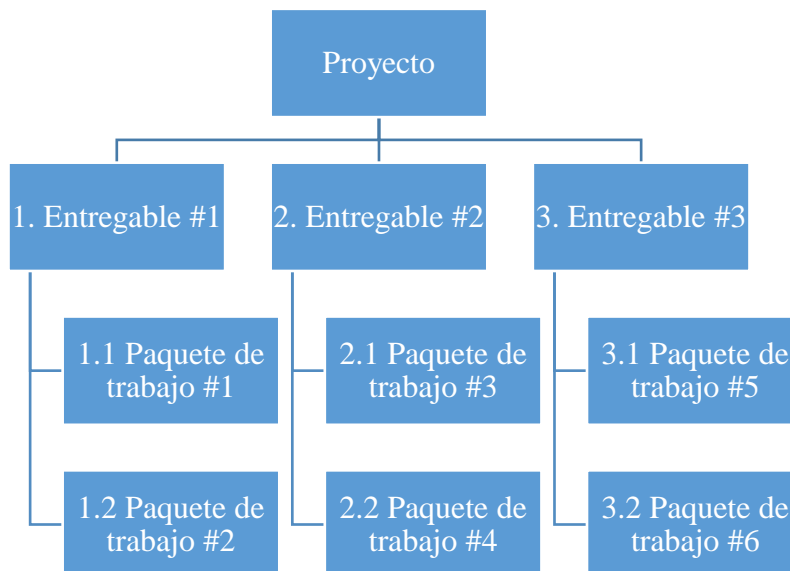 Proyecto
1. Entregable #1
2. Entregable #2
3. Entregable #3
1.1 Paquete de
trabajo #1
2.1 Paquete de
trabajo #3
3.1 Paquete de
trabajo #5
1.2 Paquete de
trabajo #2
2.2 Paquete de
trabajo #4
3.2 Paquete de
trabajo #6